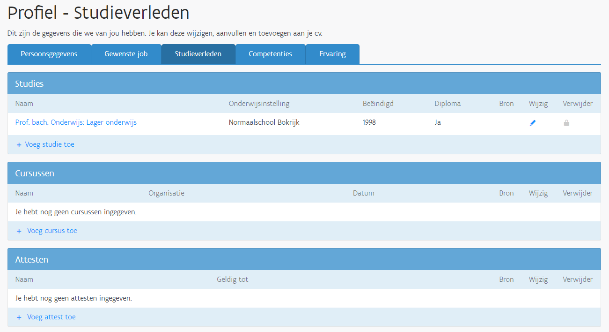 Profiel - Studieverleden
Dit zijn de gegevens die we van jou hebben. Je kan deze wijzigen, aanvullen en toevoegen aan je cv.
Persoonsgegevens Gewenste job Studieverleden Competenties Ervaring
Studies
Naam Onderwijsinstelling Beëindigd Diploma Bron Wijzig Verwijder
Prof. bach. Onderwijs: Lager onderwijs Normaalschool Bokrijk 1998 Ja
+ Voeg studie toe
Cursussen
Naam Organisatie Datum Bron Wijzig Verwijder
Je hebt nog geen cursussen ingegeven.
+ Voeg cursus toe
Attesten
Naam Geldig tot Bron Wijzig Verwijder
Je hebt nog geen attesten ingegeven.
+ Voeg attest toe